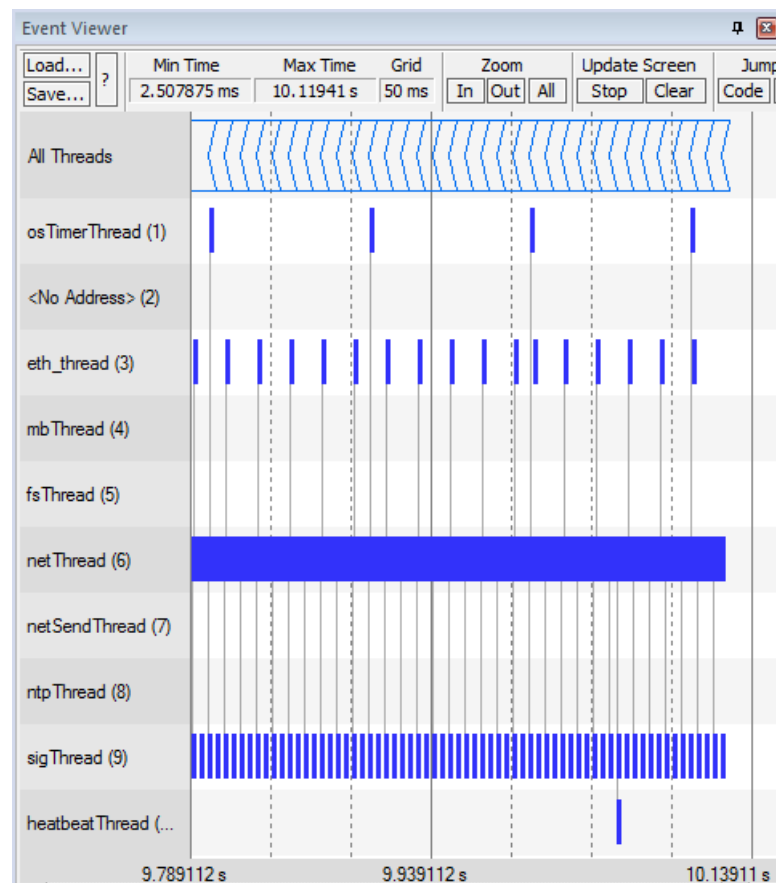 Event Viewer
Load... ? Min Time Max Time Grid Zoom Update Screen Jump
Save... 2.507875 ms 10.11941 s 50 ms In Out All Stop Clear Code
All Threads
osTimerThread (1)
<No Address> (2)
eth_thread (3)
mbThread (4)
fsThread (5)
netThread (6)
netSendThread (7)
ntpThread (8)
sigThread (9)
heatbeatThread (...
9.789112 s 9.939112 s 10.13911 s